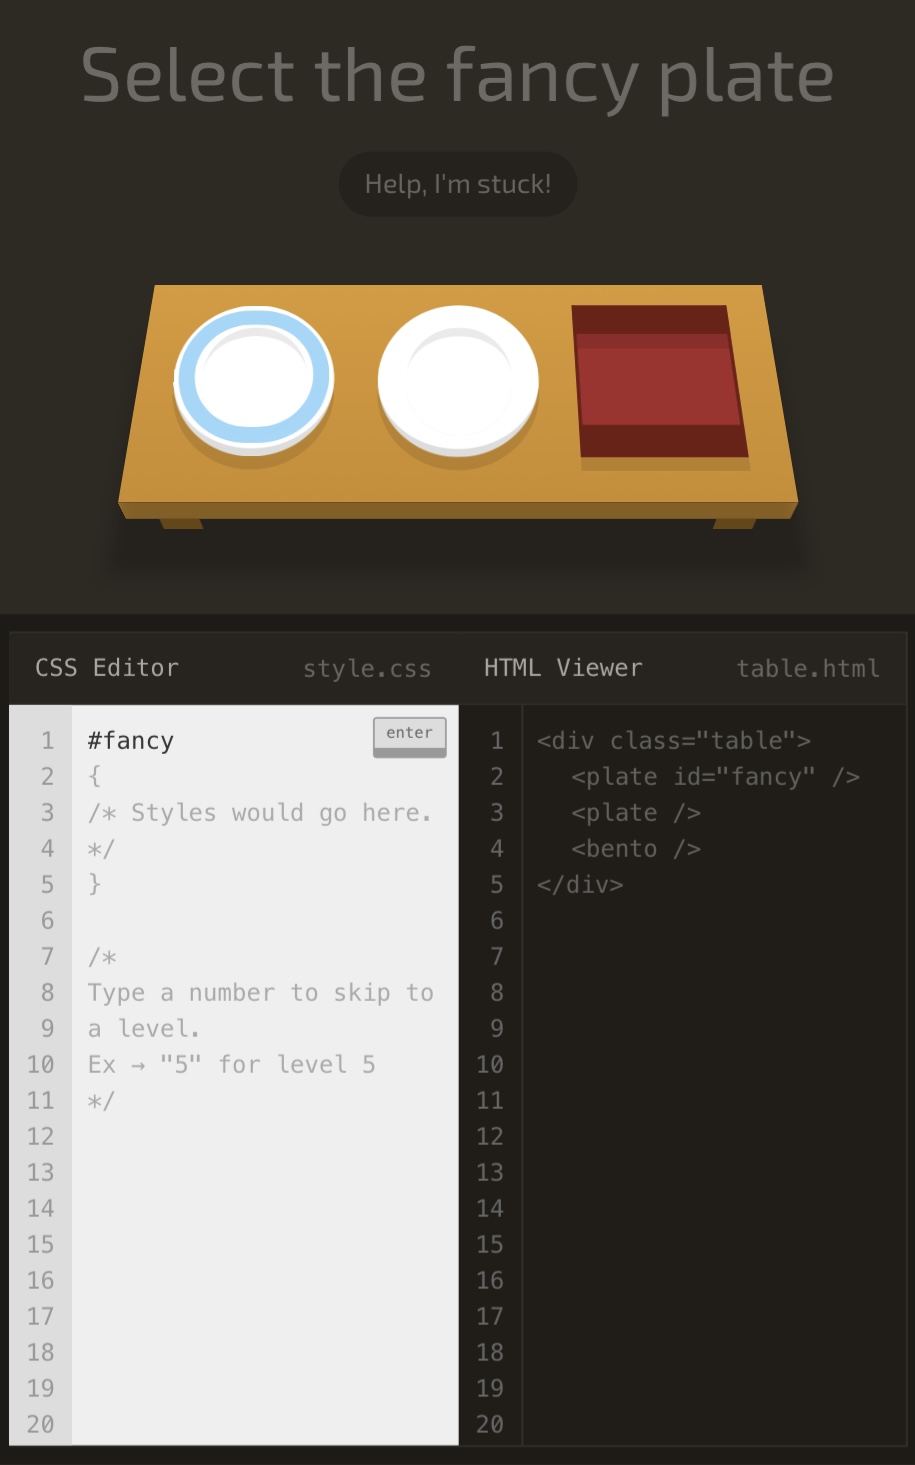 Select the fancy plate
Help, I'm stuck!
CSS Editor
style.css
1 #fancy
enter
2 {
3 /* Styles would go here.
4 */
5 }
6
7 /*
8 Type a number to skip to
9 a level.
10 Ex → "5" for level 5
11 */
12
13
14
15
16
17
18
19
20
HTML Viewer
table.html
1 <div class="table">
2 <plate id="fancy" />
3 <plate />
4 <bento />
5 </div>
6
7
8
9
10
11
12
13
14
15
16
17
18
19
20